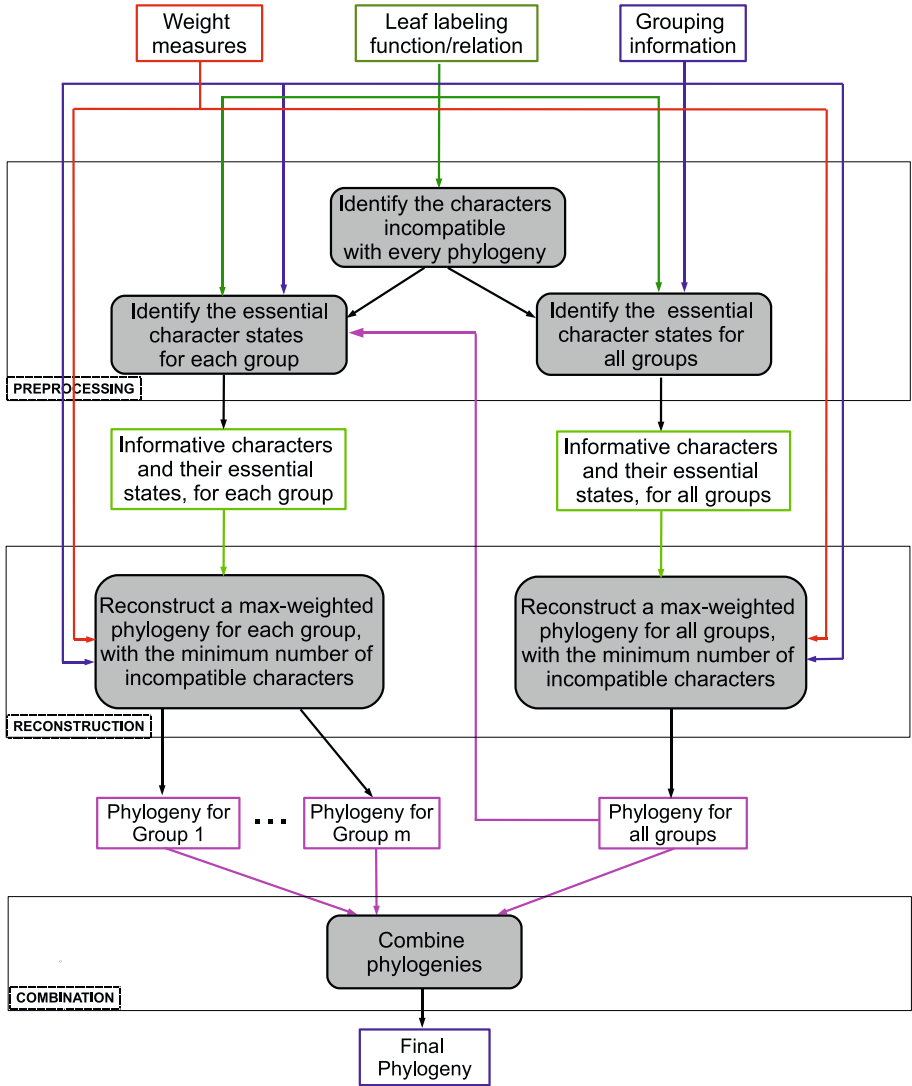 Weight
measures
Leaf labeling
function/relation
Grouping
information
Identify the characters
incompatible
with every phylogeny
Identify the essential
character states
for each group
Identify the essential
character states for
all groups
PREPROCESSING
Informative characters
and their essential
states, for each group
Informative characters
and their essential
states, for all groups
Reconstruct a max-weighted
phylogeny for each group,
with the minimum number of
incompatible characters
Reconstruct a max-weighted
phylogeny for all groups,
with the minimum number of
incompatible characters
RECONSTRUCTION
Phylogeny for
Group 1
...
Phylogeny for
Group m
Phylogeny for
all groups
Combine
phylogenies
COMBINATION
Final
Phylogeny